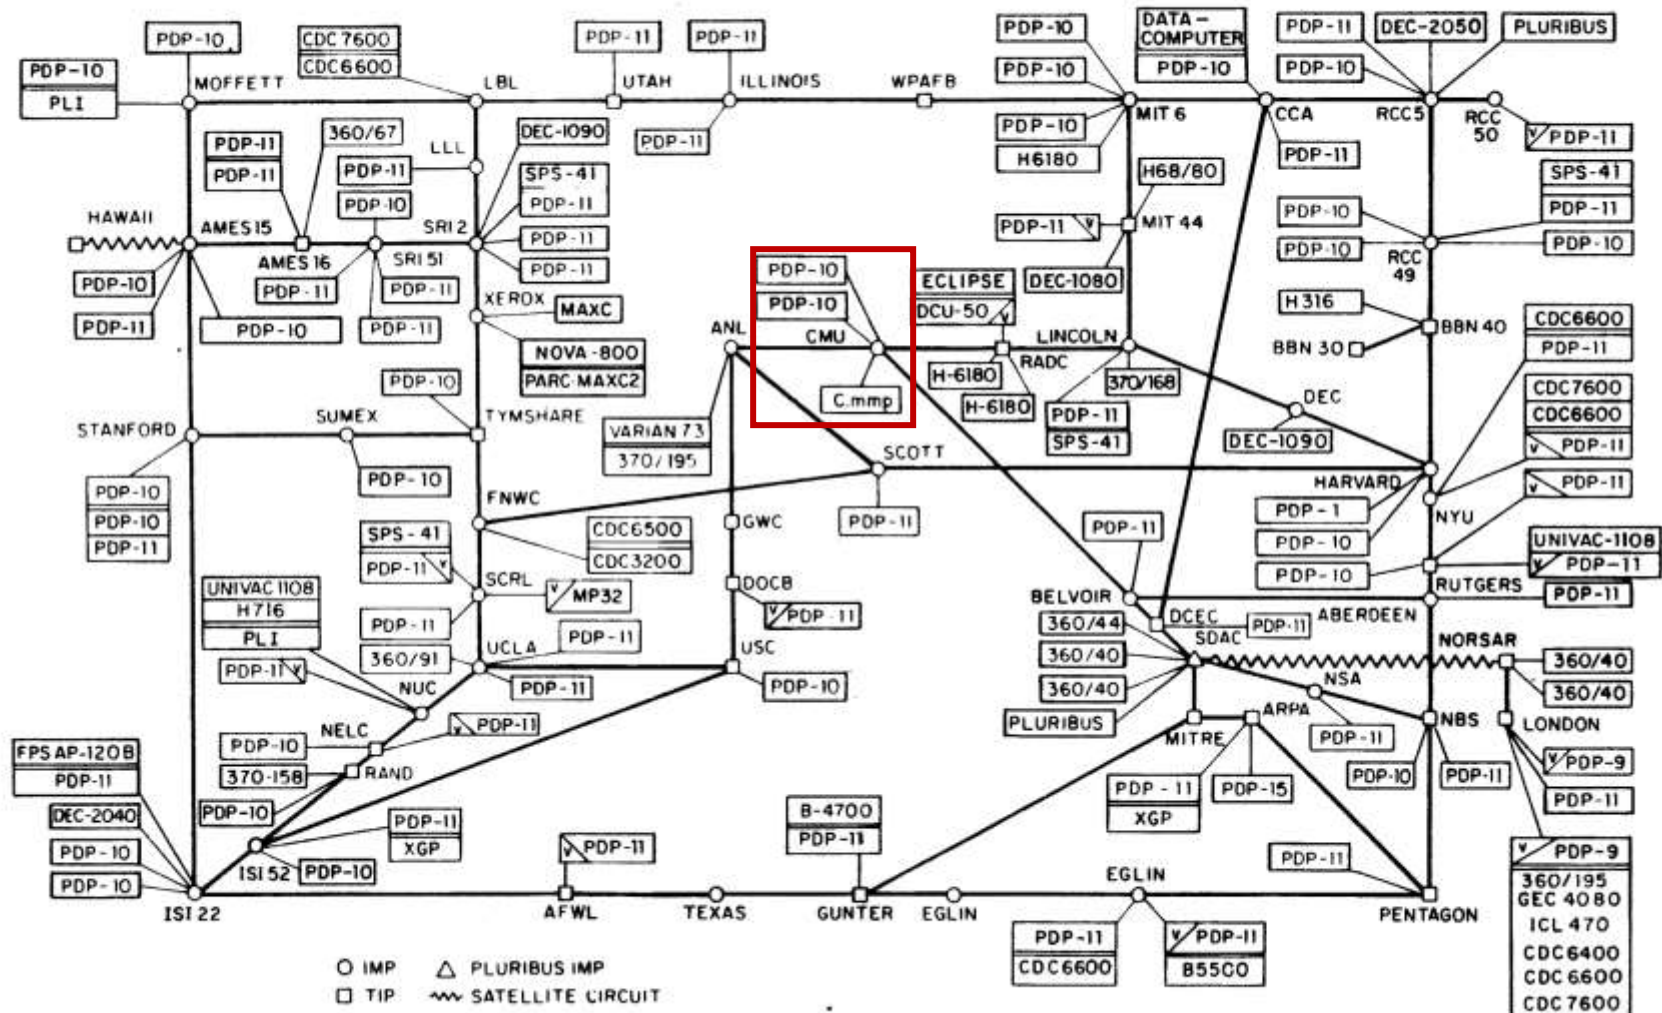 PDP-10
CDC 7600
CDC6600
PDP-11
PDP-11
PDP-10
DATA-
COMPUTER
PDP-10
PDP-11
DEC-2050
PLURIBUS
PDP-10
PLI
MOFFETT
LBL
UTAH
ILLINOIS
WPAFB
PDP-10
PDP-10
MIT 6
CCA
RCC5
RCC
50
PDP-11
360/67
DEC-1090
PDP-11
PDP-10
H6180
PDP-11
V PDP-11
PDP-11
PDP-11
LLL
PDP-11
SPS-41
PDP-11
H68/80
SPS-41
PDP-11
HAWAII
AMES 15
PDP-10
SRI 2
PDP-11
PDP-11 V
MIT 44
PDP-10
PDP-10
PDP-10
AMES 16
SRI 51
PDP-11
PDP-10
PDP-11
PDP-11
DEC-1080
RCC
49
PDP-10
ECLIPSE
PDP-11
PDP-10
PDP-11
XEROX
MAXC
PDP-10
DCU-50 V
H316
ANL
CMU
LINCOLN
BBN 40
CDC6600
PDP-11
NOVA-800
PARC-MAXC2
RADC
BBN 30
H-6180
370/168
PDP-10
C.mmp
H-6180
PDP-11
SPS-41
DEC
CDC7600
CDC6600
V PDP-11
STANFORD
SUMEX
TYMSHARE
VARIAN 73
370/195
DEC-1090
SCOTT
PDP-10
PDP-10
PDP-11
PDP-10
HARVARD
V PDP-11
FNWC
PDP-11
PDP-1
NYU
GWC
CDC6500
CDC3200
PDP-11
PDP-10
SPS-41
PDP-11 V
UNIVAC-1108
V PDP-11
SCRL
V MP32
DOCB
PDP-10
RUTGERS
UNIVAC 1108
H716
PLI
PDP-11
V PDP-11
BELVOIR
ABERDEEN
PDP-11
UCLA
PDP-11
USC
360/44
DCEC
PDP-11
SDAC
NORSAR
360/91
360/40
360/40
PDP-11 V
NUC
PDP-11
PDP-10
360/40
NSA
360/40
NELC
V PDP-11
PLURIBUS
MITRE
ARPA
PDP-11
NBS
LONDON
FPS AP-120B
PDP-11
PDP-10
370-158
RAND
PDP-11
XGP
PDP-15
PDP-10
PDP-11
V PDP-9
PDP-11
DEC-2040
PDP-10
PDP-11
XGP
B-4700
PDP-11
PDP-10
PDP-10
ISI 52
PDP-10
V PDP-11
PDP-11
V PDP-9
360/195
GEC 4080
ICL 470
CDC6400
CDC6600
CDC7600
ISI 22
AFWL
TEXAS
GUNTER
EGLIN
EGLIN
PENTAGON
PDP-11
CDC6600
V PDP-11
B5500
IMP
PLURIBUS IMP
TIP
SATELLITE CIRCUIT